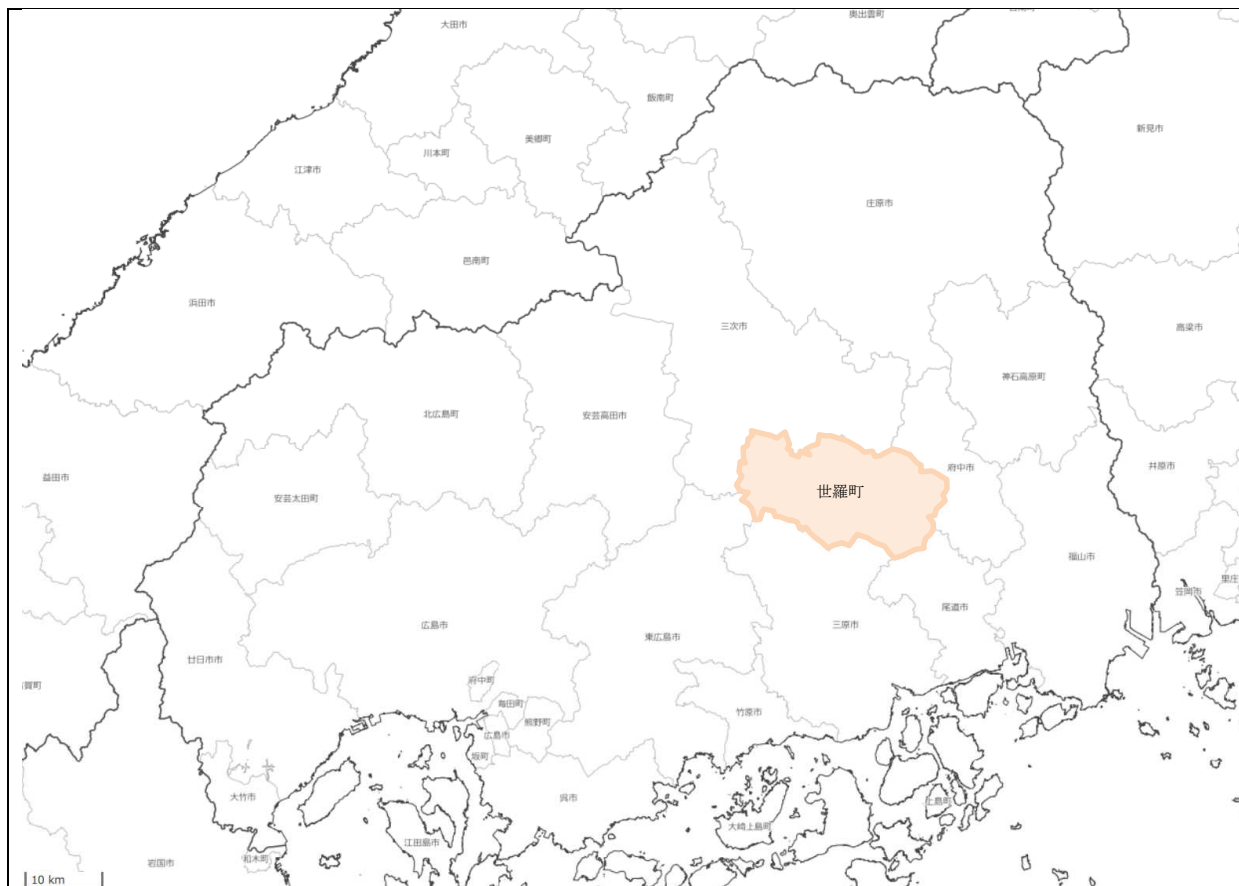 大田市
奥出雲町
飯南町
新見市
美郷町
川本町
江津市
庄原市
邑南町
浜田市
三次市
高梁市
神石高原町
北広島町
安芸高田市
府中市
井原市
益田市
世羅町
安芸太田町
福山市
里庄
笠岡市
尾道市
広島市
東広島市
三原市
廿日市市
府中町
賀町
海田町
竹原市
熊野町
広島市
坂町
大竹市
呉市
上島町
大崎上島町
江田島市
和木町
岩国市
10 km